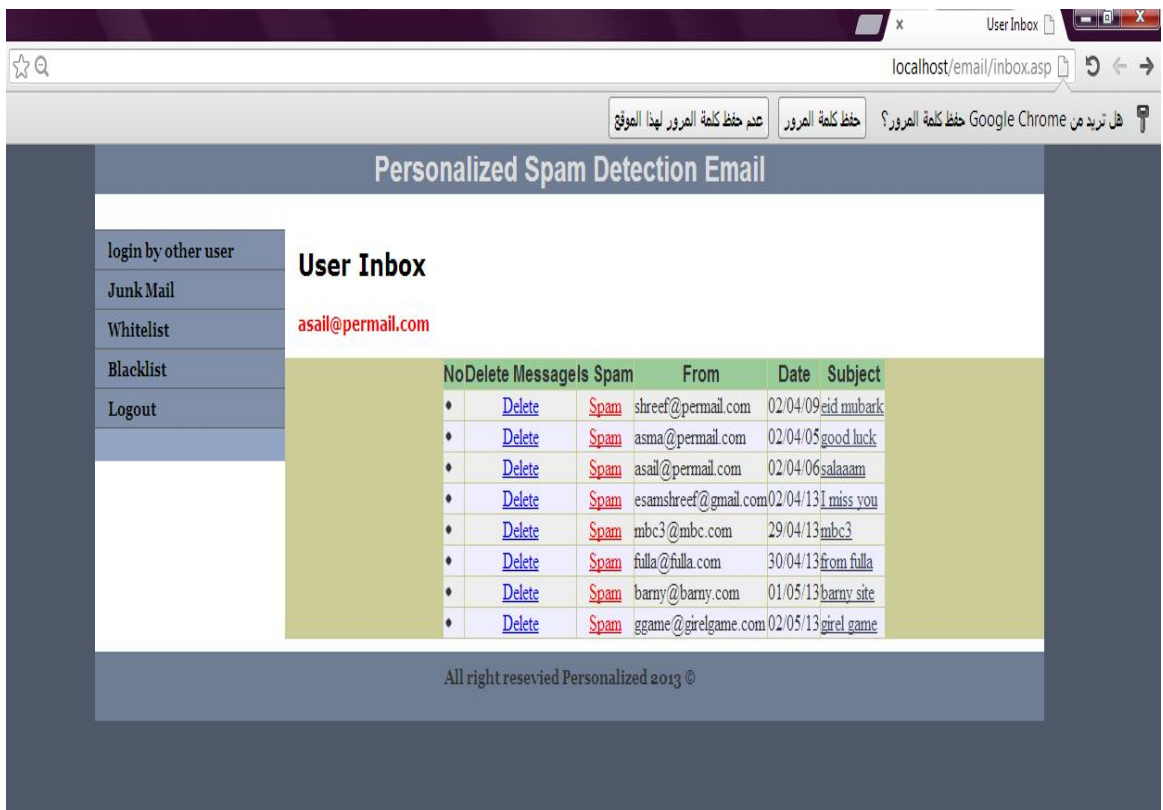 User Inbox
localhost/email/inbox.asp
هل تريد من Google Chrome حفظ كلمة المرور؟ حفظ كلمة المرور عدم حفظ كلمة المرور لهذا الموقع
Personalized Spam Detection Email
login by other user
Junk Mail
Whitelist
Blacklist
Logout
User Inbox
asail@permail.com
No Delete Message Is Spam From Date Subject
• Delete Spam shreef@permail.com 02/04/09 eid mubark
• Delete Spam asma@permail.com 02/04/05 good luck
• Delete Spam asail@permail.com 02/04/06 salaaam
• Delete Spam esamshreef@gmail.com 02/04/13 I miss you
• Delete Spam mbc3@mbc.com 29/04/13 mbc3
• Delete Spam fulla@fulla.com 30/04/13 from fulla
• Delete Spam barny@barny.com 01/05/13 barny site
• Delete Spam ggame@girelgame.com 02/05/13 girel game
All right resevied Personalized 2013 ©